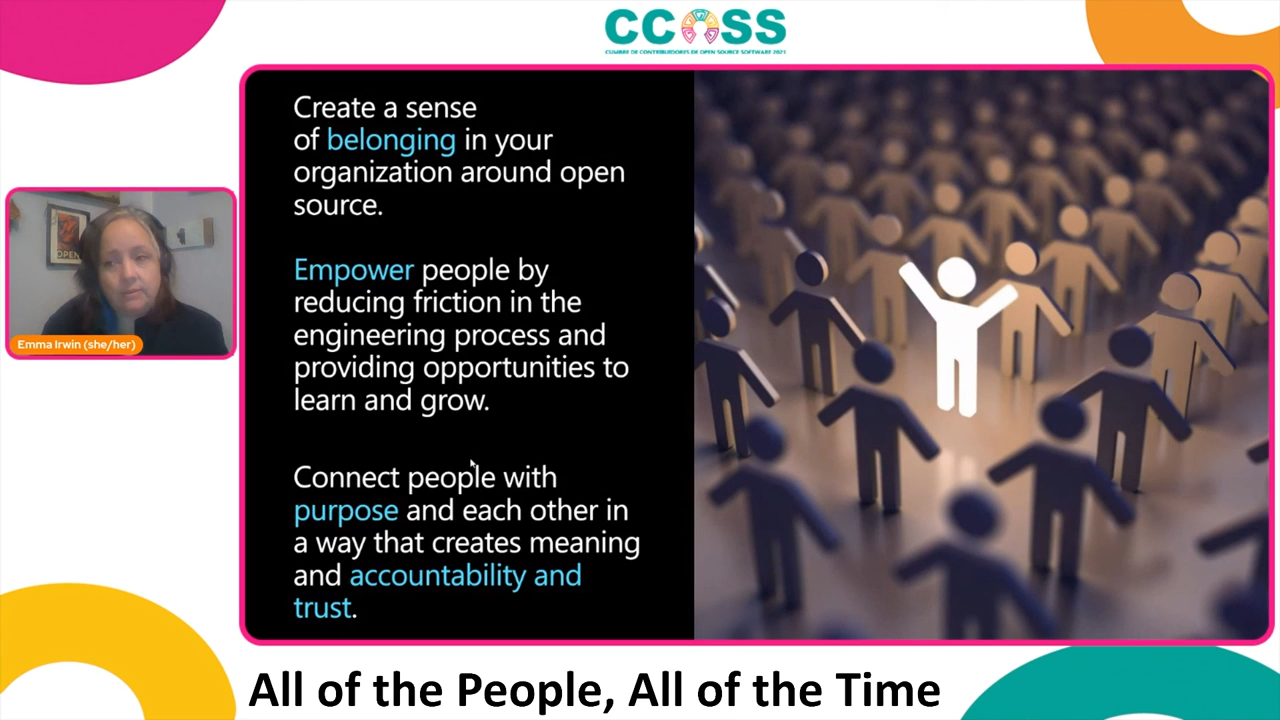 CCOSS
CUMBRE DE CONTRIBUIDORES DE OPEN SOURCE SOFTWARE 2021
Create a sense
of belonging in your
organization around open
source.
Empower people by
reducing friction in the
engineering process and
providing opportunities to
learn and grow.
Connect people with
purpose and each other in
a way that creates meaning
and accountability and
trust.
OPEN
Emma Irwin (she/her)
All of the People, All of the Time